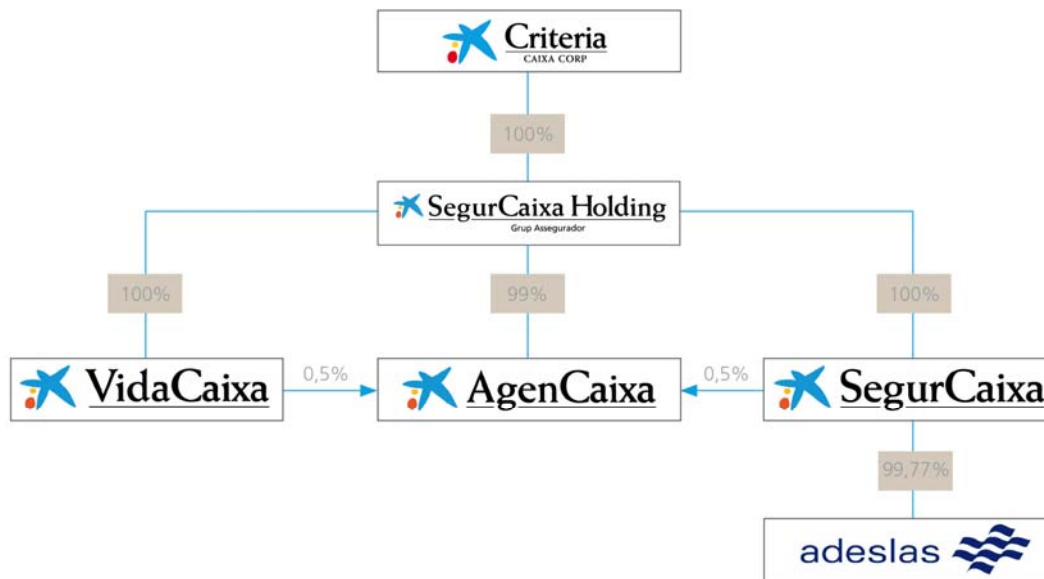 Criteria
CAIXA CORP
100%
SegurCaixa Holding
Grup Assegurador
100%
99%
100%
VidaCaixa
0,5%
AgenCaixa
0,5%
SegurCaixa
99,77%
adeslas